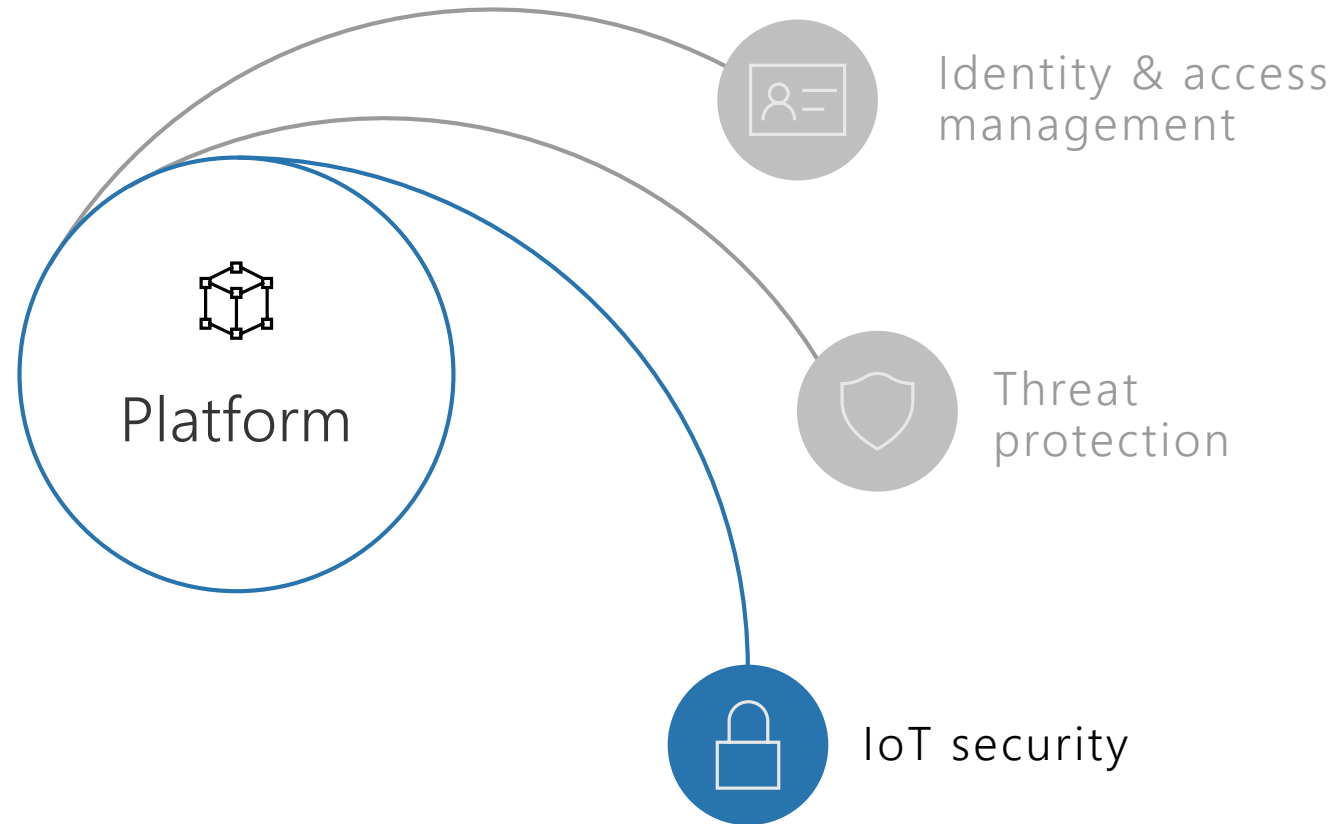 Identity & access
management
Platform
Threat
protection
IoT security